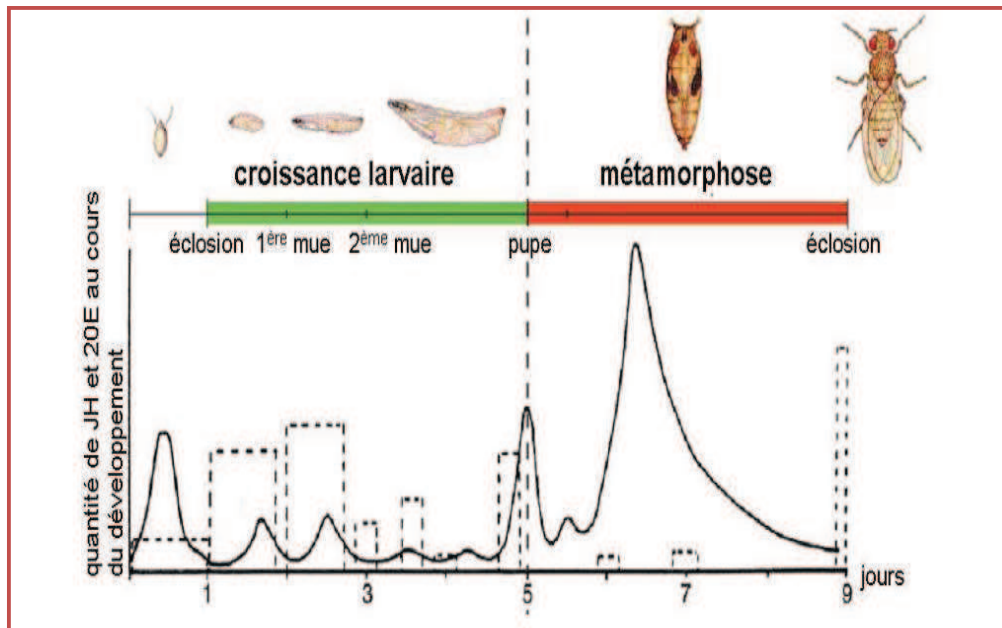 croissance larvaire
métamorphose
éclosion 1ère mue 2ème mue pupe éclosion
quantité de JH et 20E au cours
du développement
1 3 5 7 9 jours